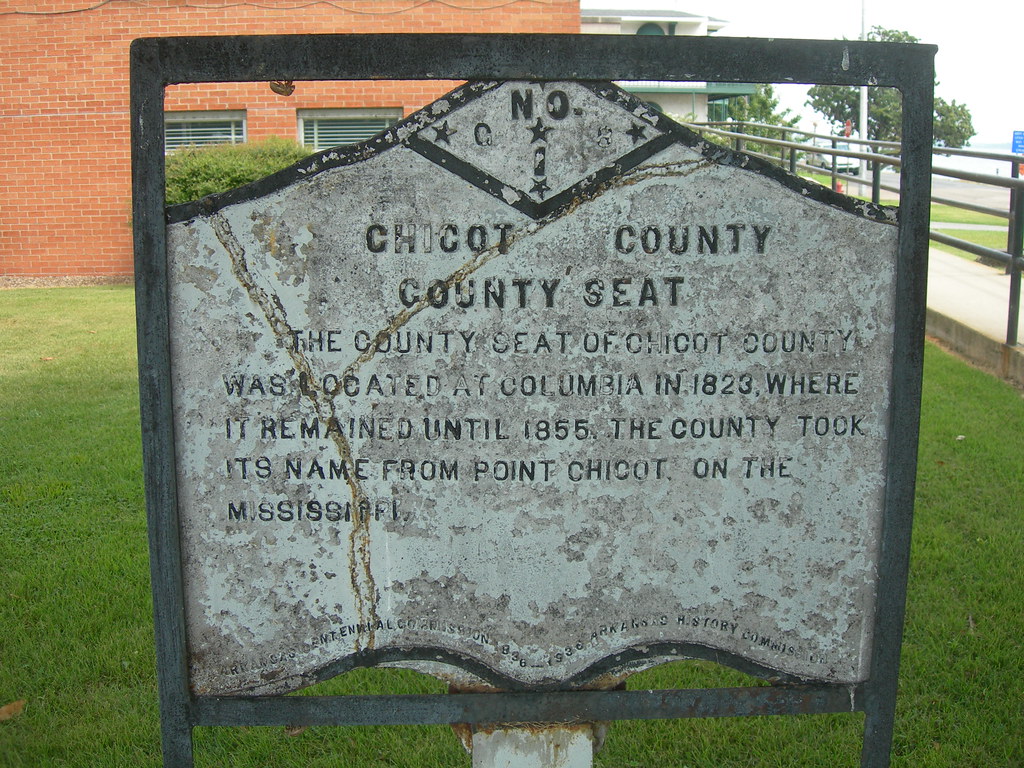 NO.
1
CHICOT COUNTY
COUNTY SEAT
THE COUNTY SEAT OF CHICOT COUNTY
WAS LOCATED AT COLUMBIA IN 1823, WHERE
IT REMAINED UNTIL 1855. THE COUNTY TOOK
ITS NAME FROM POINT CHICOT, ON THE
MISSISSIPPI.
ARKANSAS CENTENNIAL COMMISSION 1836–1936 ARKANSAS HISTORY COMMISSION